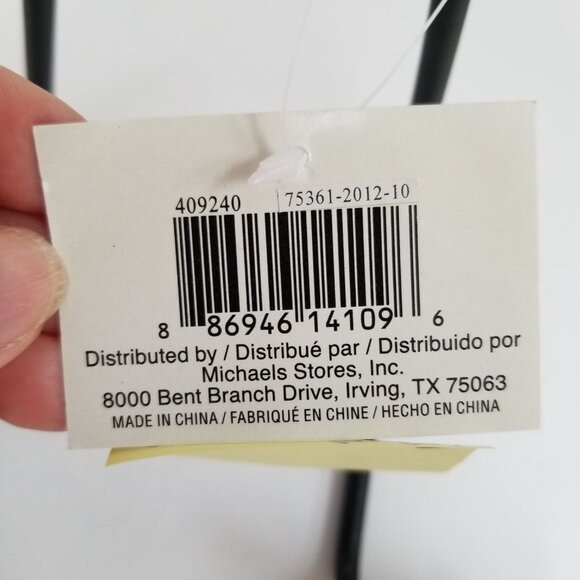 409240 75361-2012-10
8 86946 14109 6
Distributed by / Distribué par / Distribuido por
Michaels Stores, Inc.
8000 Bent Branch Drive, Irving, TX 75063
MADE IN CHINA / FABRIQUÉ EN CHINE / HECHO EN CHINA